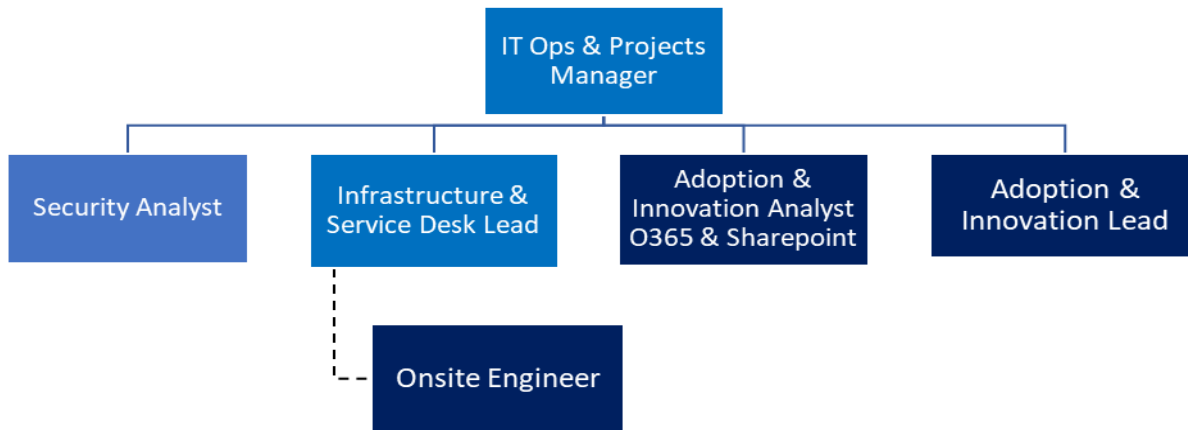 IT Ops & Projects
Manager
Security Analyst
Infrastructure &
Service Desk Lead
Adoption &
Innovation Analyst
O365 & Sharepoint
Adoption &
Innovation Lead
Onsite Engineer